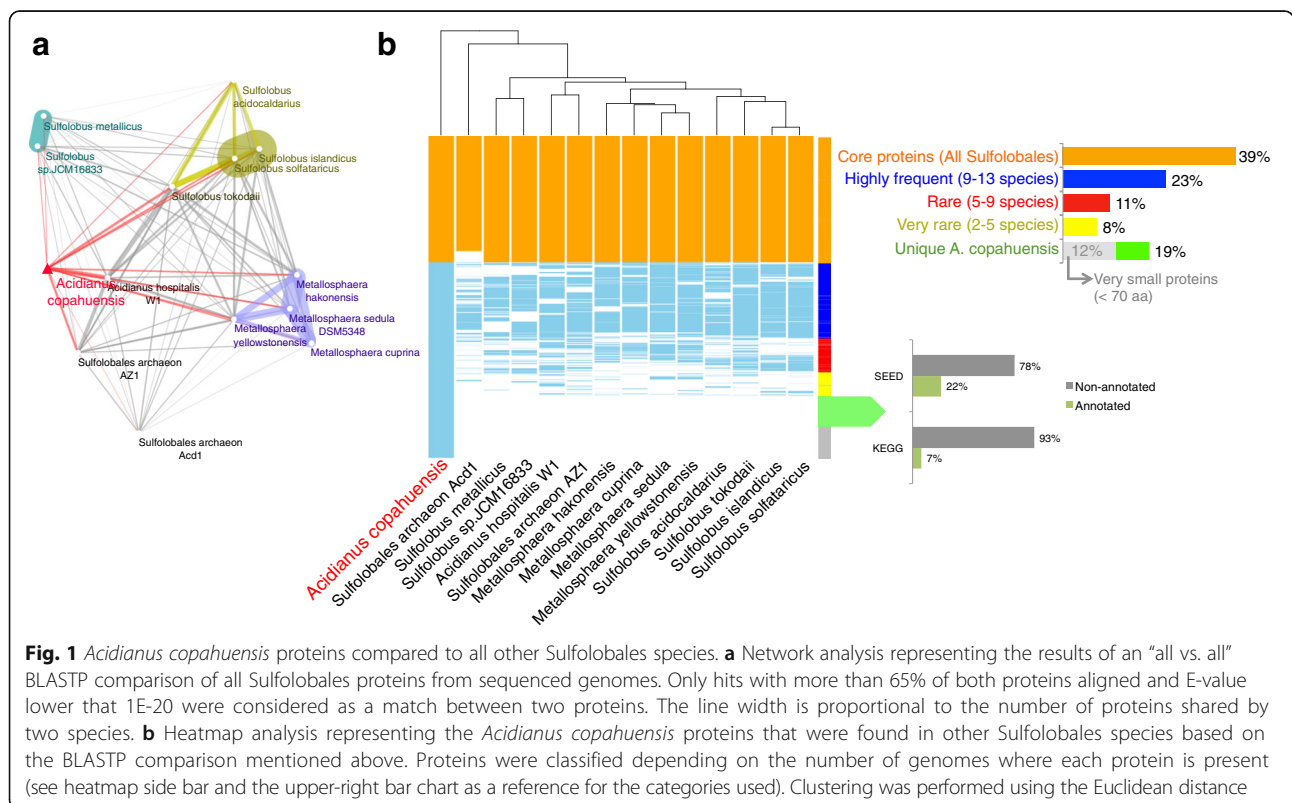 a
Sulfolobus
acidocaldarius
Sulfolobus metallicus
Sulfolobus
sp.JCM16833
Sulfolobus islandicus
Sulfolobus solfataricus
Sulfolobus tokodaii
Acidianus
copahuensis
Acidianus hospitalis
W1
Metallosphaera
hakonensis
Metallosphaera sedula
DSM5348
Metallosphaera
yellowstonensis
Metallosphaera cuprina
Sulfolobales archaeon
AZ1
Sulfolobales archaeon
Acd1
b
Acidianus copahuensis
Sulfolobales archaeon Acd1
Sulfolobus metallicus
Sulfolobus sp.JCM16833
Acidianus hospitalis W1
Sulfolobales archaeon AZ1
Metallosphaera hakonensis
Metallosphaera cuprina
Metallosphaera sedula
Metallosphaera yellowstonensis
Sulfolobus acidocaldarius
Sulfolobus tokodaii
Sulfolobus islandicus
Sulfolobus solfataricus
Core proteins (All Sulfolobales) 39%
Highly frequent (9-13 species) 23%
Rare (5-9 species) 11%
Very rare (2-5 species) 8%
Unique A. copahuensis 12% 19%
Very small proteins
(< 70 aa)
SEED 78%
22%
KEGG 93%
7%
Non-annotated
Annotated
Fig. 1 Acidianus copahuensis proteins compared to all other Sulfolobales species. a Network analysis representing the results of an “all vs. all”
BLASTP comparison of all Sulfolobales proteins from sequenced genomes. Only hits with more than 65% of both proteins aligned and E-value
lower that 1E-20 were considered as a match between two proteins. The line width is proportional to the number of proteins shared by
two species. b Heatmap analysis representing the Acidianus copahuensis proteins that were found in other Sulfolobales species based on
the BLASTP comparison mentioned above. Proteins were classified depending on the number of genomes where each protein is present
(see heatmap side bar and the upper-right bar chart as a reference for the categories used). Clustering was performed using the Euclidean distance